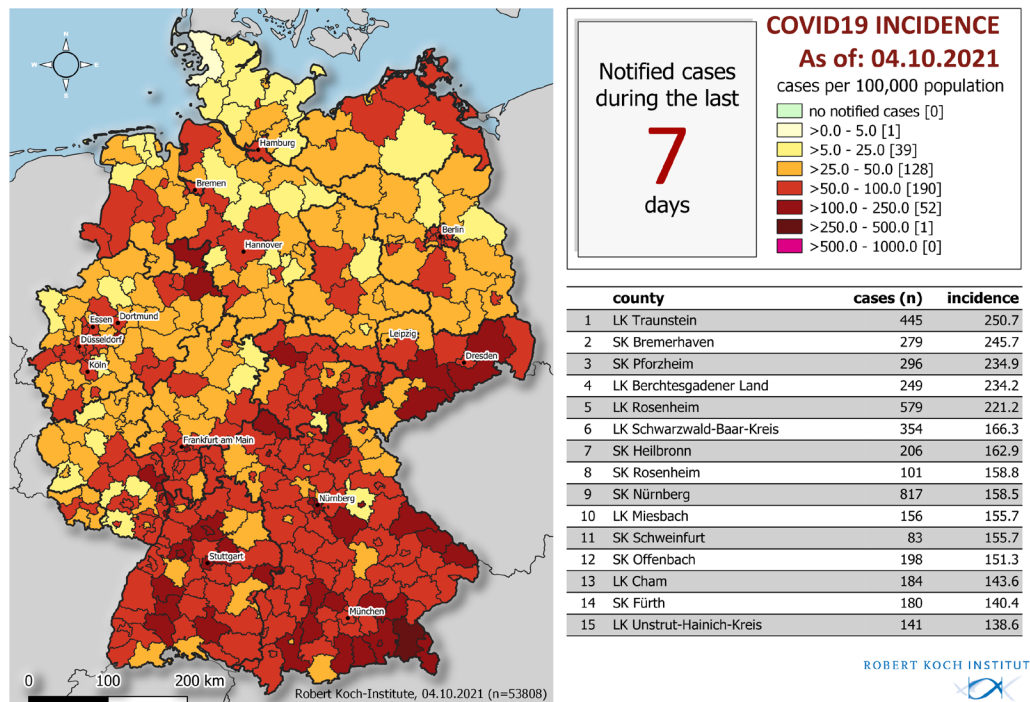 N
W
E
S
Hamburg
Bremen
Berlin
Hannover
Essen
Dortmund
Düsseldorf
Leipzig
Köln
Dresden
Frankfurt am Main
Nürnberg
Stuttgart
München
0 100 200 km
Robert Koch-Institute, 04.10.2021 (n=53808)
Notified cases
during the last
7
days
COVID19 INCIDENCE
As of: 04.10.2021
cases per 100,000 population
no notified cases [0]
>0.0 - 5.0 [1]
>5.0 - 25.0 [39]
>25.0 - 50.0 [128]
>50.0 - 100.0 [190]
>100.0 - 250.0 [52]
>250.0 - 500.0 [1]
>500.0 - 1000.0 [0]
county cases (n) incidence
1 LK Traunstein 445 250.7
2 SK Bremerhaven 279 245.7
3 SK Pforzheim 296 234.9
4 LK Berchtesgadener Land 249 234.2
5 LK Rosenheim 579 221.2
6 LK Schwarzwald-Baar-Kreis 354 166.3
7 SK Heilbronn 206 162.9
8 SK Rosenheim 101 158.8
9 SK Nürnberg 817 158.5
10 LK Miesbach 156 155.7
11 SK Schweinfurt 83 155.7
12 SK Offenbach 198 151.3
13 LK Cham 184 143.6
14 SK Fürth 180 140.4
15 LK Unstrut-Hainich-Kreis 141 138.6
ROBERT KOCH INSTITUT